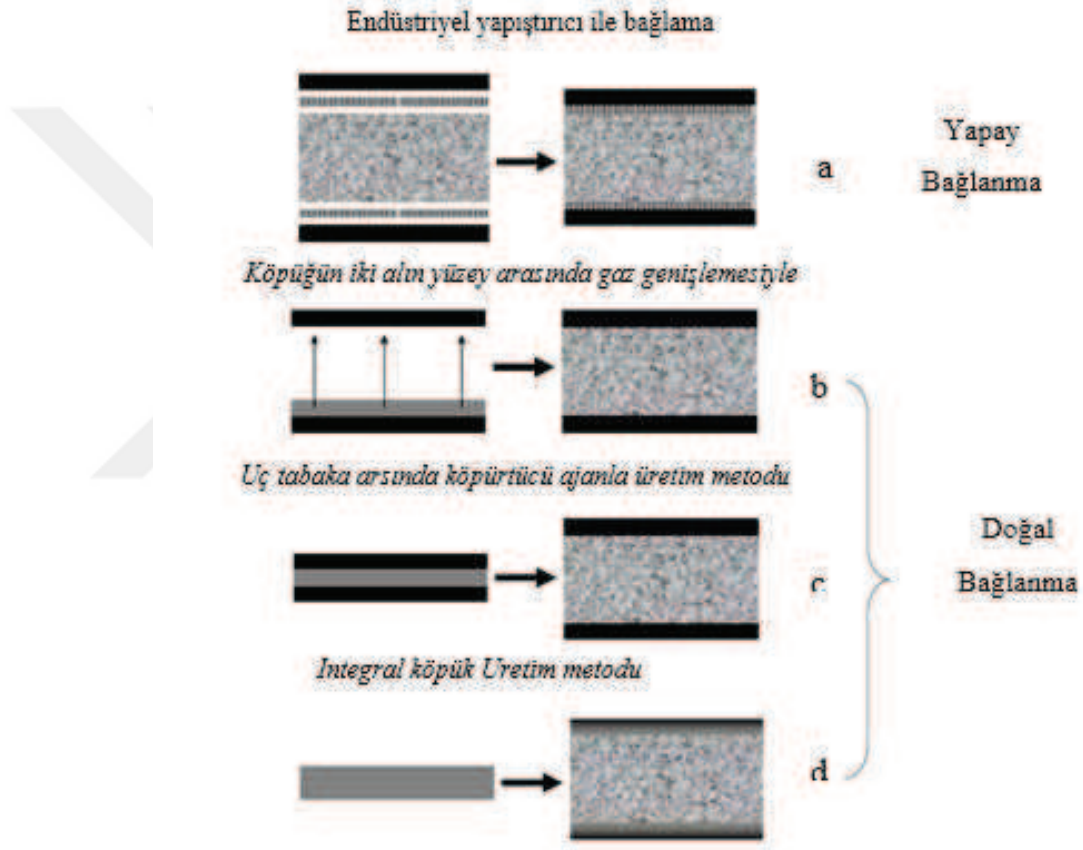 Endüstriyel yapıştırıcı ile bağlama
a
Yapay
Bağlanma
Köpüğün iki alın yüzey arasında gaz genişlemesiyle
b
Uç tabaka arsında köpürtücü ajanla üretim metodu
c
Doğal
Bağlanma
Integral köpük Uretim metodu
d